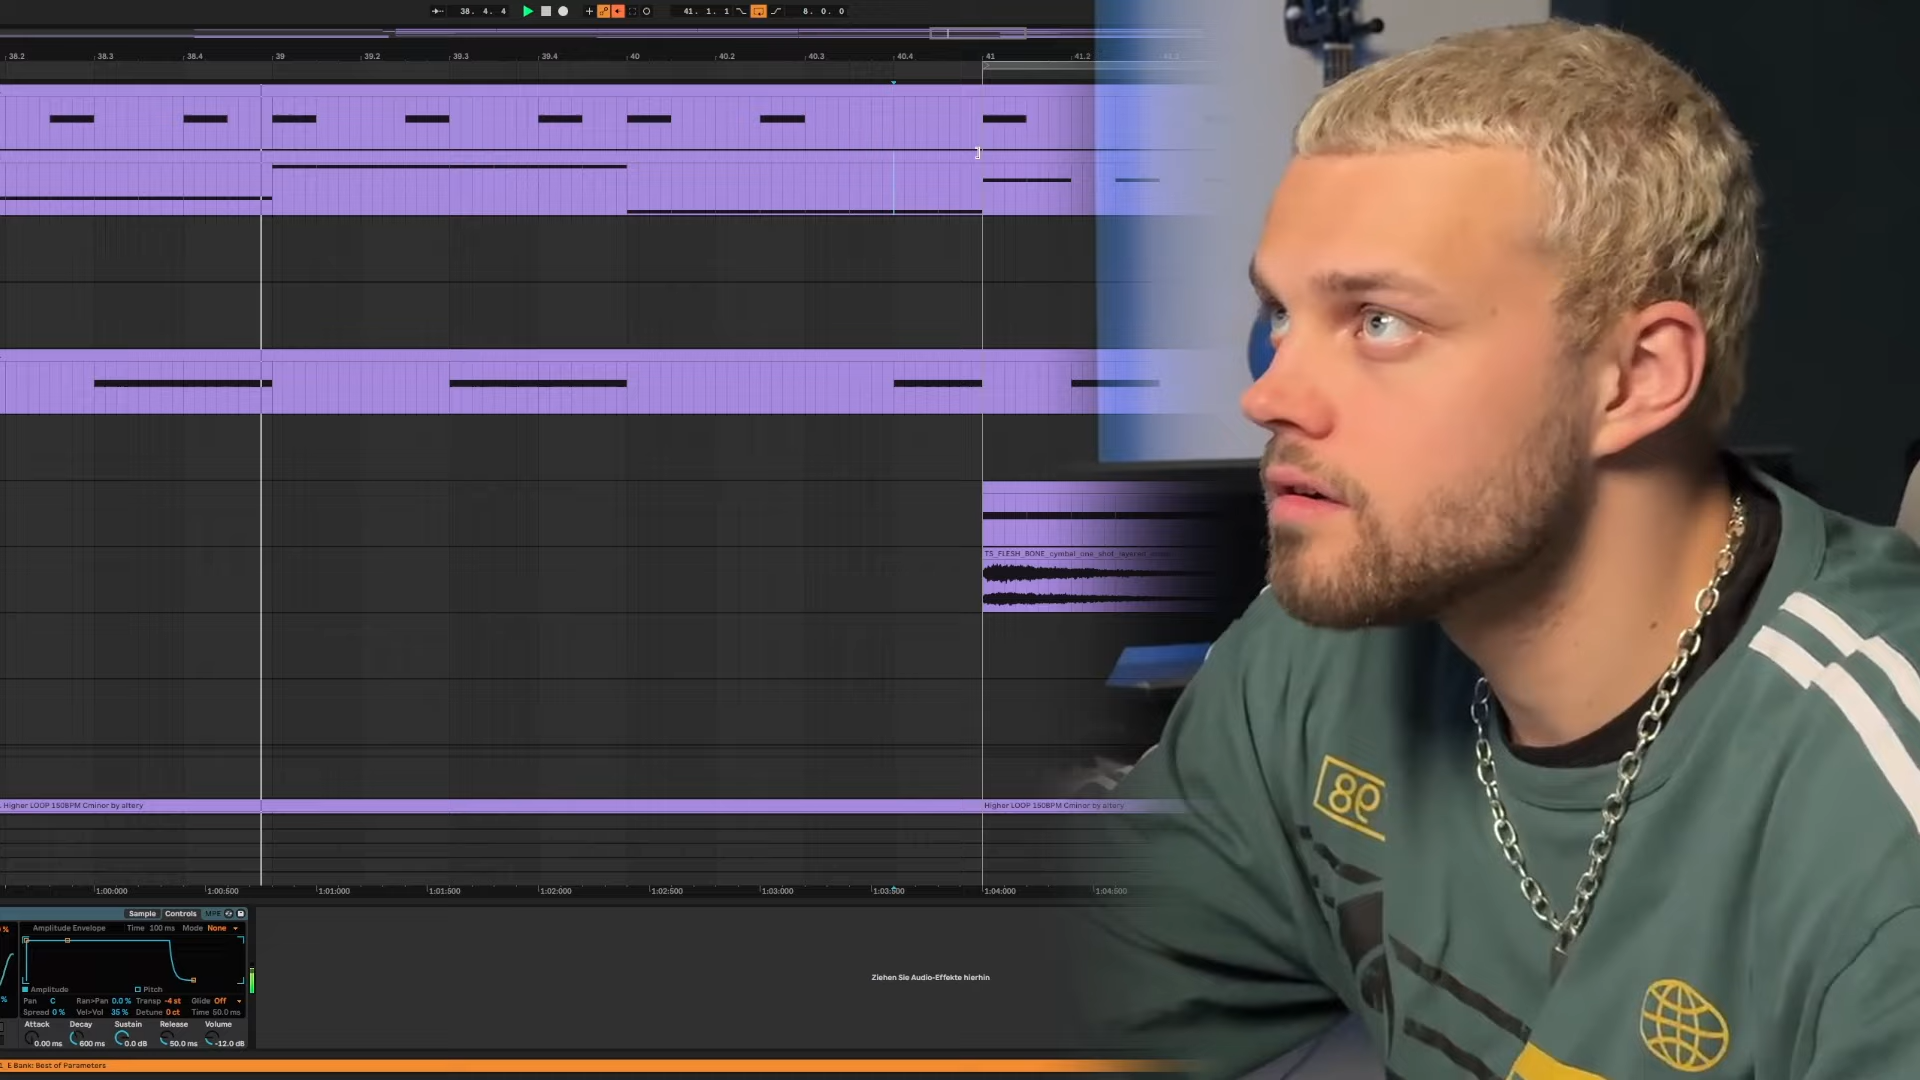 38. 4. 4
41. 1. 1
8. 0. 0
38.2 38.3 38.4 39 39.2 39.3 39.4 40 40.2 40.3 40.4 41 41.2
TS_FLESH_BONE_cymbal_one_shot_layered
Higher LOOP 150BPM Cminor by altery
Higher LOOP 150BPM Cminor by altery
1:00:000 1:00:500 1:01:000 1:01:500 1:02:000 1:02:500 1:03:000 1:03:500 1:04:000 1:04:500
Sample Controls MPE
Amplitude Envelope Time 100 ms Mode None
Amplitude Pitch
Pan C Ran>Pan 0.0 % Transp -4 st Glide Off
Spread 0 % Vel>Vol 35 % Detune 0 ct Time 50.0 ms
Attack Decay Sustain Release Volume
0.00 ms 600 ms 0.0 dB 50.0 ms -12.0 dB
Ziehen Sie Audio-Effekte hierhin
E Bank: Best of Parameters